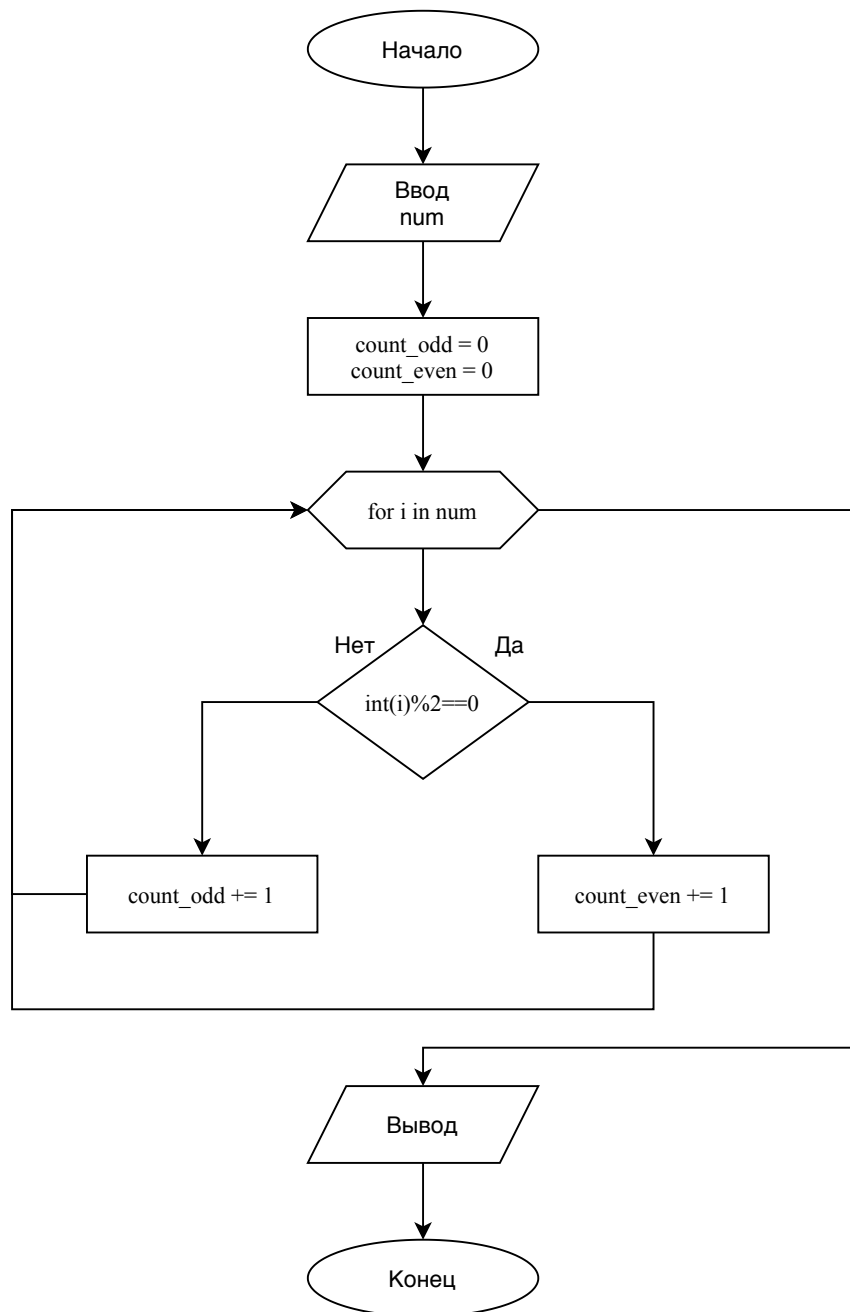 Начало
Ввод
num
count_odd = 0
count_even = 0
for i in num
Нет
Да
int(i)%2==0
count_odd += 1
count_even += 1
Вывод
Конец